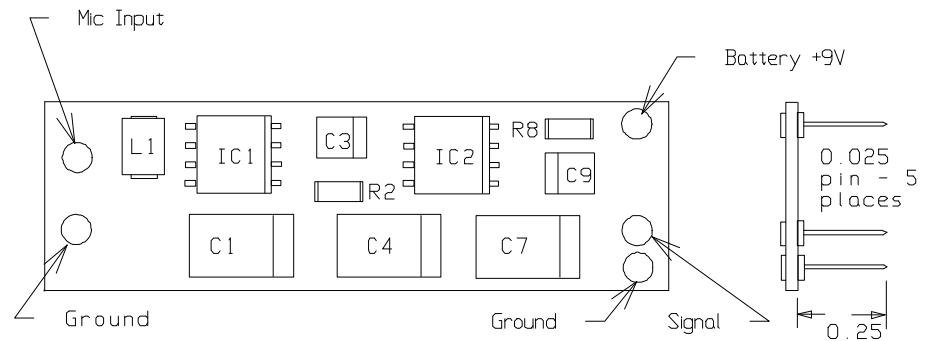 Mic Input
Battery +9V
L1
IC1
C3
R2
IC2
R8
C9
C1
C4
C7
Ground
Ground
Signal
0.025
pin - 5
places
0.25